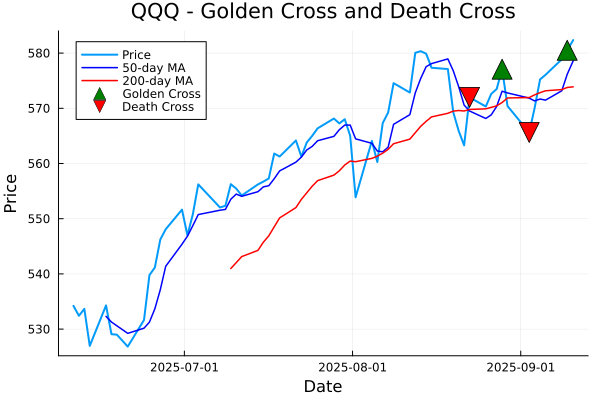 QQQ - Golden Cross and Death Cross
Price
50-day MA
200-day MA
Golden Cross
Death Cross
580
570
560
550
540
530
Price
2025-07-01
2025-08-01
2025-09-01
Date